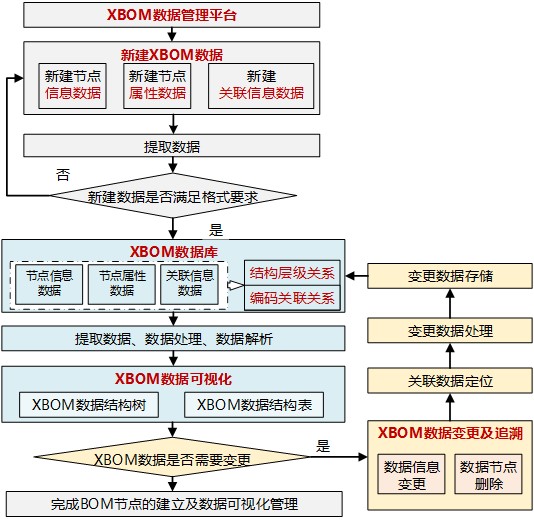 XBOM数据管理平台
新建XBOM数据
新建节点
信息数据
新建节点
属性数据
新建
关联信息数据
提取数据
否
新建数据是否满足格式要求
是
XBOM数据库
节点信息
数据
节点属性
数据
关联信息
数据
结构层级关系
编码关联关系
变更数据存储
提取数据、数据处理、数据解析
变更数据处理
XBOM数据可视化
XBOM数据结构树
XBOM数据结构表
关联数据定位
XBOM数据变更及追溯
数据信息
变更
数据节点
删除
是
XBOM数据是否需要变更
完成BOM节点的建立及数据可视化管理